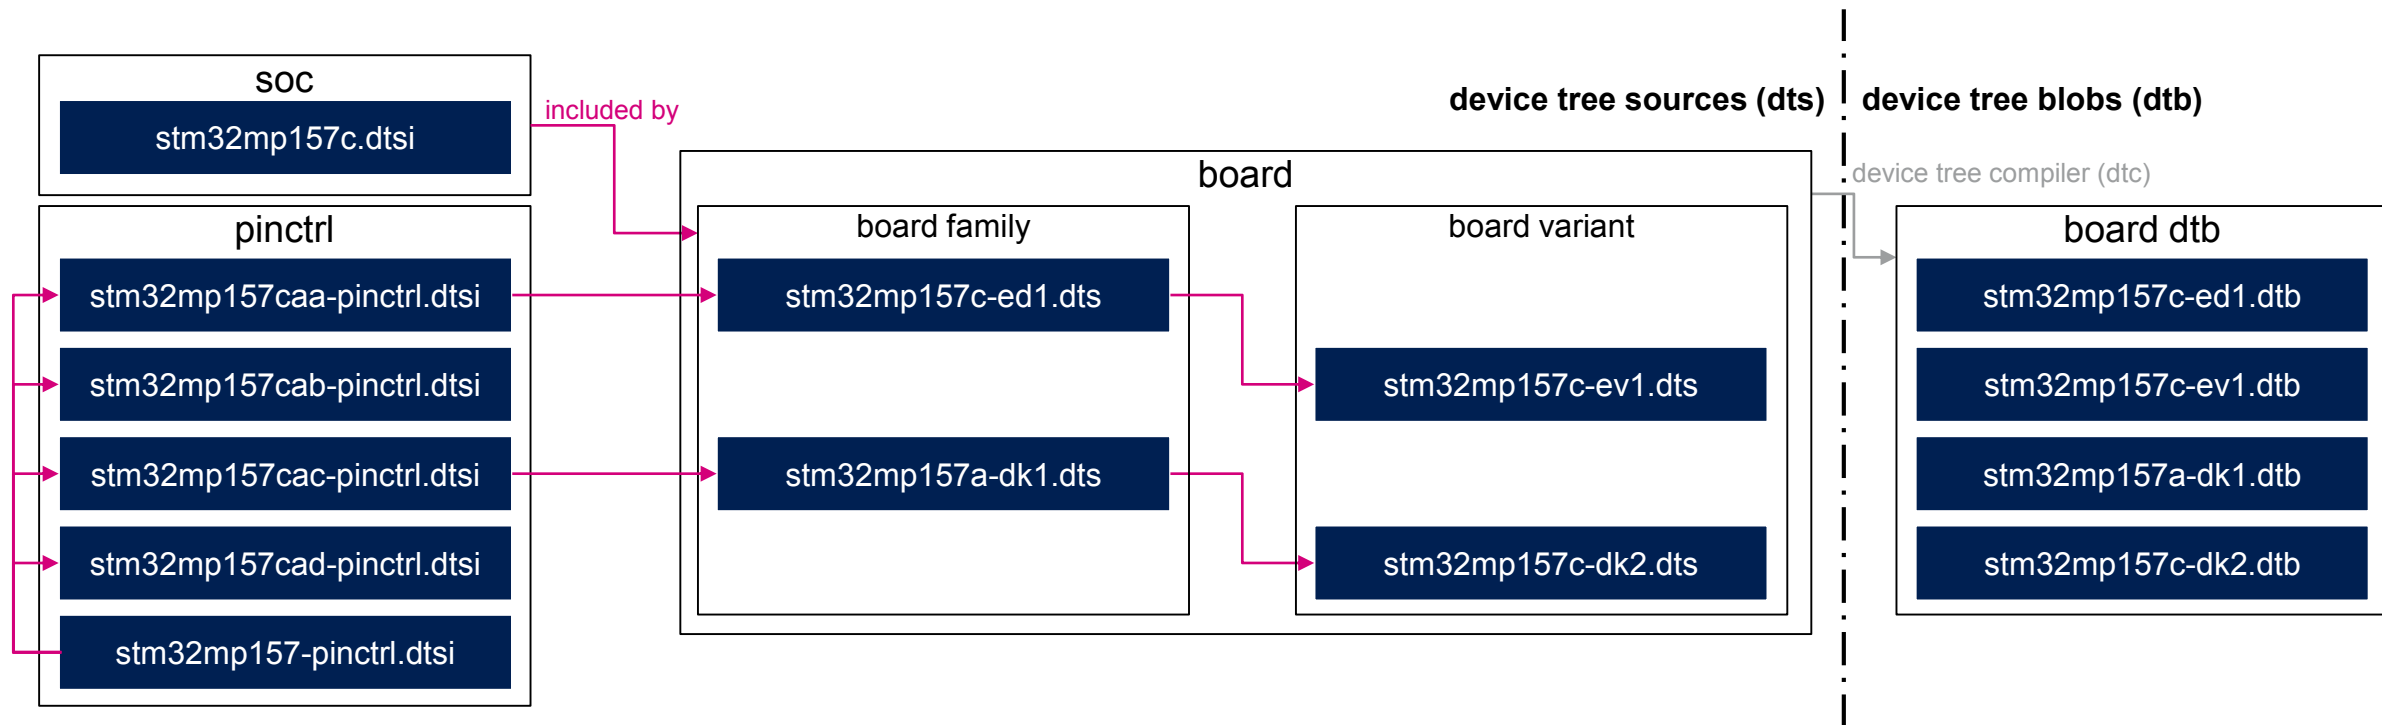 soc
stm32mp157c.dtsi
included by
pinctrl
stm32mp157caa-pinctrl.dtsi
stm32mp157cab-pinctrl.dtsi
stm32mp157cac-pinctrl.dtsi
stm32mp157cad-pinctrl.dtsi
stm32mp157-pinctrl.dtsi
device tree sources (dts)
board
board family
stm32mp157c-ed1.dts
stm32mp157a-dk1.dts
board variant
stm32mp157c-ev1.dts
stm32mp157c-dk2.dts
device tree blobs (dtb)
device tree compiler (dtc)
board dtb
stm32mp157c-ed1.dtb
stm32mp157c-ev1.dtb
stm32mp157a-dk1.dtb
stm32mp157c-dk2.dtb